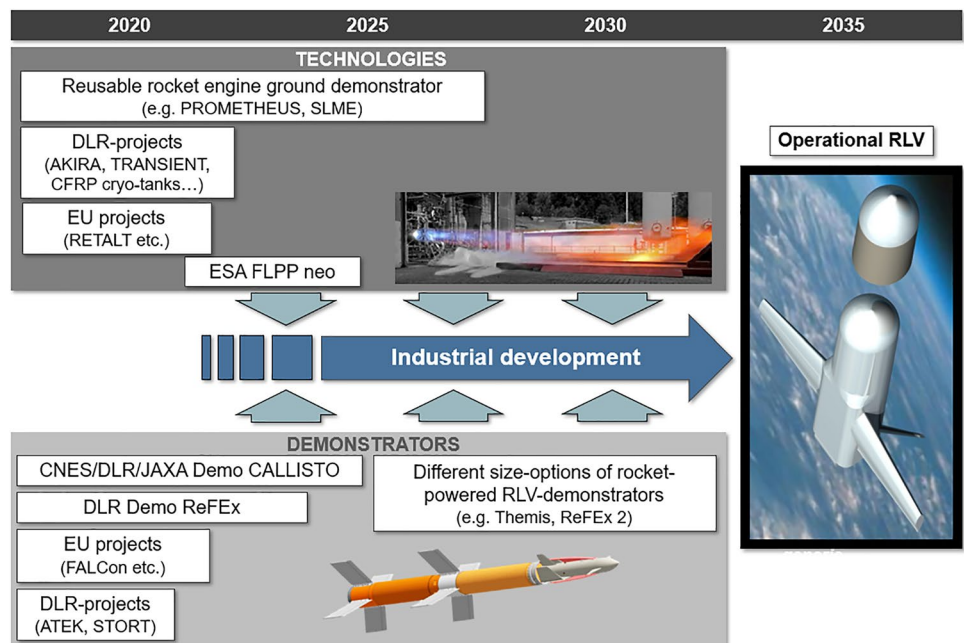 2020
2025
2030
2035
TECHNOLOGIES
Reusable rocket engine ground demonstrator
(e.g. PROMETHEUS, SLME)
DLR-projects
(AKIRA, TRANSIENT,
CFRP cryo-tanks…)
EU projects
(RETALT etc.)
ESA FLPP neo
Operational RLV
Industrial development
DEMONSTRATORS
CNES/DLR/JAXA Demo CALLISTO
DLR Demo ReFEx
EU projects
(FALCon etc.)
DLR-projects
(ATEK, STORT)
Different size-options of rocket-
powered RLV-demonstrators
(e.g. Themis, ReFEx 2)